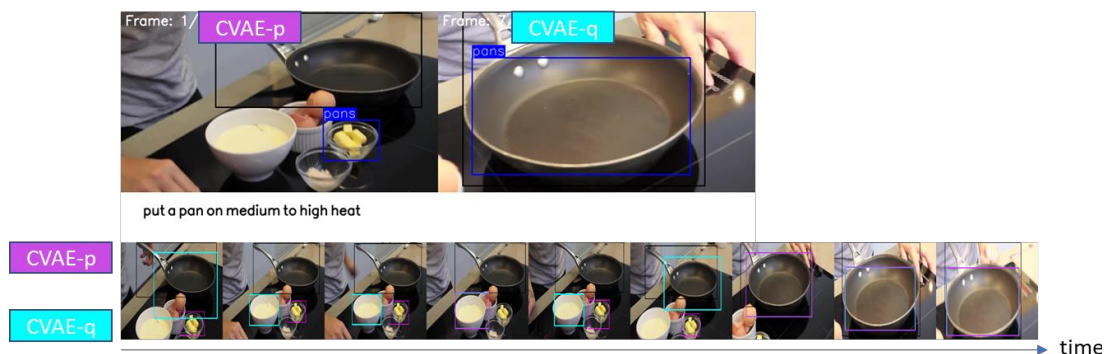 Frame: 1/
CVAE-p
Frame: 7
CVAE-q
pans
pans
put a pan on medium to high heat
CVAE-p
CVAE-q
time